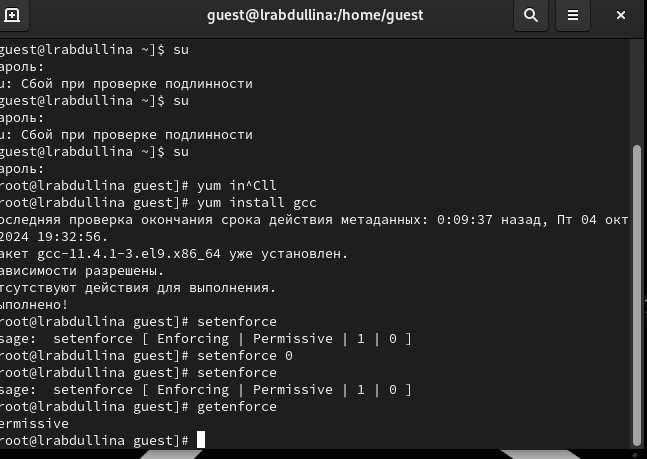 guest@lrabdullina:/home/guest
guest@lrabdullina ~]$ su
ароль:
u: Сбой при проверке подлинности
guest@lrabdullina ~]$ su
ароль:
u: Сбой при проверке подлинности
guest@lrabdullina ~]$ su
ароль:
root@lrabdullina guest]# yum in^Cll
root@lrabdullina guest]# yum install gcc
оследняя проверка окончания срока действия метаданных: 0:09:37 назад, Пт 04 окт
2024 19:32:56.
акет gcc-11.4.1-3.el9.x86_64 уже установлен.
ависимости разрешены.
тсутствуют действия для выполнения.
ыполнено!
root@lrabdullina guest]# setenforce
sage:  setenforce [ Enforcing | Permissive | 1 | 0 ]
root@lrabdullina guest]# setenforce 0
root@lrabdullina guest]# setenforce
sage:  setenforce [ Enforcing | Permissive | 1 | 0 ]
root@lrabdullina guest]# getenforce
ermissive
root@lrabdullina guest]#